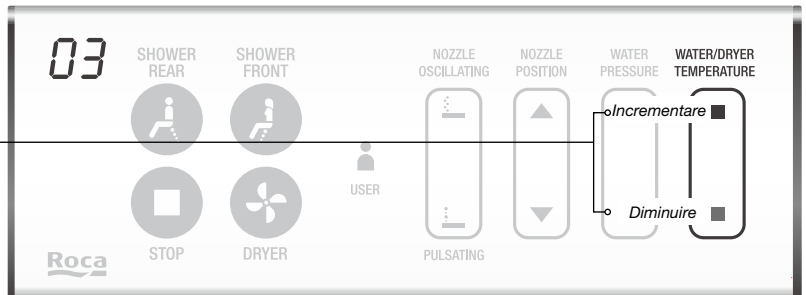 03
SHOWER
REAR
SHOWER
FRONT
NOZZLE
OSCILLATING
NOZZLE
POSITION
WATER
PRESSURE
WATER/DRYER
TEMPERATURE
Incrementare
USER
Diminuire
STOP
DRYER
PULSATING
Roca